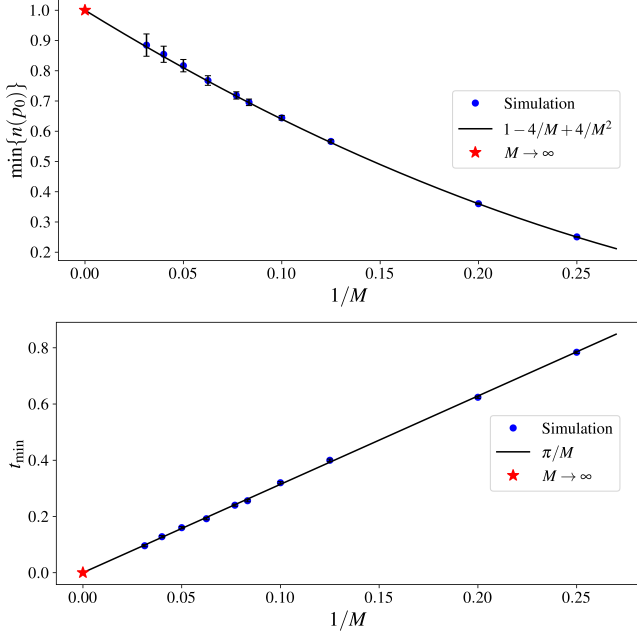 1.0
0.9
0.8
0.7
0.6
0.5
0.4
0.3
0.2
min{n(p₀)}
Simulation
1 − 4/M + 4/M²
M → ∞
0.00 0.05 0.10 0.15 0.20 0.25
1/M
0.8
0.6
0.4
0.2
0.0
t_min
Simulation
π/M
M → ∞
0.00 0.05 0.10 0.15 0.20 0.25
1/M